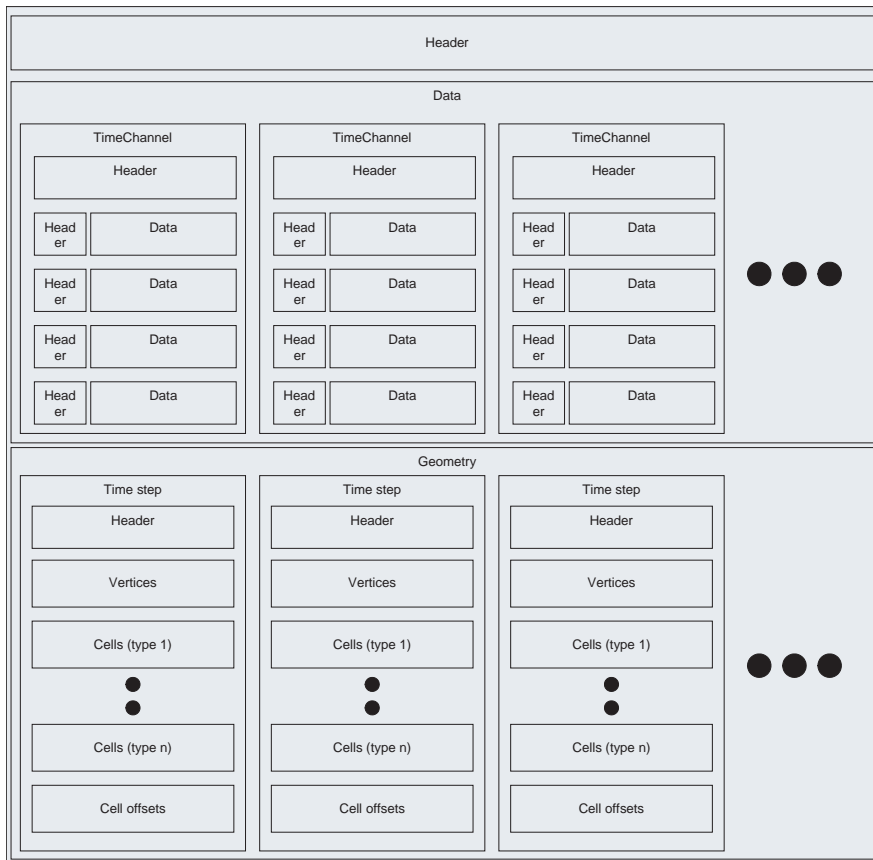 Header
Data
TimeChannel
Header
Head
er
Data
Head
er
Data
Head
er
Data
Head
er
Data
TimeChannel
Header
Head
er
Data
Head
er
Data
Head
er
Data
Head
er
Data
TimeChannel
Header
Head
er
Data
Head
er
Data
Head
er
Data
Head
er
Data
Geometry
Time step
Header
Vertices
Cells (type 1)
Cells (type n)
Cell offsets
Time step
Header
Vertices
Cells (type 1)
Cells (type n)
Cell offsets
Time step
Header
Vertices
Cells (type 1)
Cells (type n)
Cell offsets